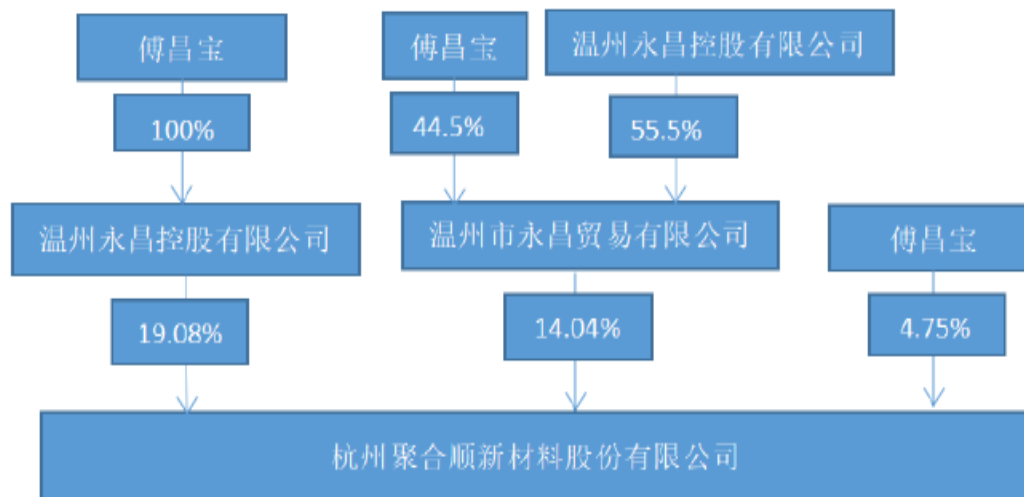 傅昌宝
傅昌宝
温州永昌控股有限公司
100%
44.5%
55.5%
温州永昌控股有限公司
温州市永昌贸易有限公司
傅昌宝
19.08%
14.04%
4.75%
杭州聚合顺新材料股份有限公司